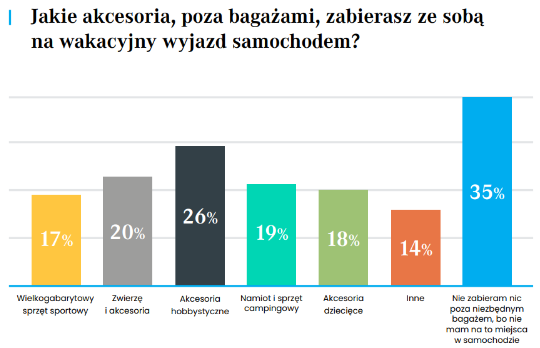 Jakie akcesoria, poza bagażami, zabierasz ze sobą
na wakacyjny wyjazd samochodem?
17%
20%
26%
19%
18%
14%
35%
Wielkogabarytowy
sprzęt sportowy
Zwierzę
i akcesoria
Akcesoria
hobbystyczne
Namiot i sprzęt
campingowy
Akcesoria
dziecięce
Inne
Nie zabieram nic
poza niezbędnym
bagażem, bo nie
mam na to miejsca
w samochodzie